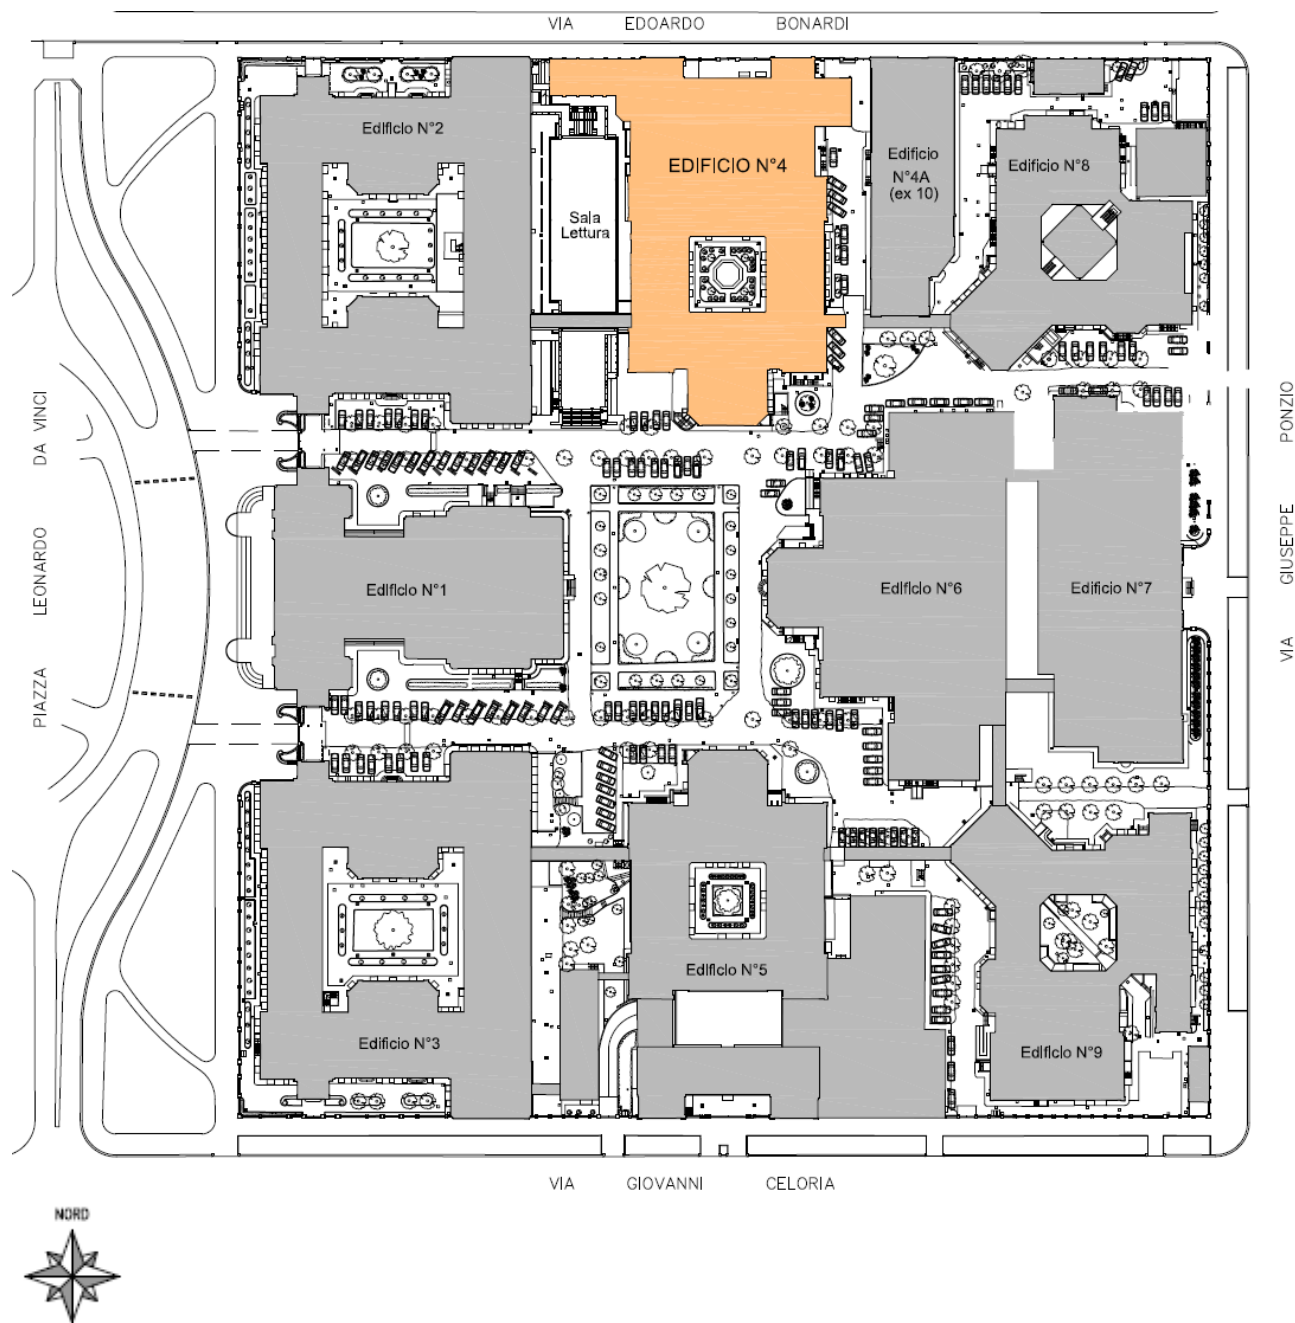 VIA EDOARDO BONARDI
Edificio N°2
EDIFICIO N°4
Edificio
N°4A
(ex 10)
Edificio N°8
Sala
Lettura
PIAZZA LEONARDO DA VINCI
VIA GIUSEPPE PONZIO
Edificio N°1
Edificio N°6
Edificio N°7
Edificio N°5
Edificio N°3
Edificio N°9
VIA GIOVANNI CELORIA
NORD